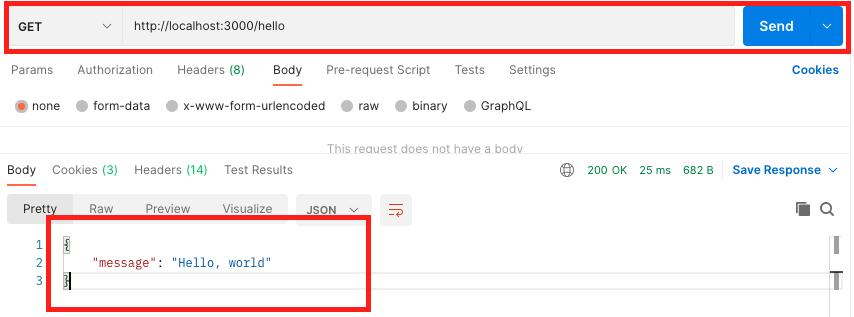 GET http://localhost:3000/hello Send
Params Authorization Headers (8) Body Pre-request Script Tests Settings Cookies
none form-data x-www-form-urlencoded raw binary GraphQL
This request does not have a body
Body Cookies (3) Headers (14) Test Results 200 OK 25 ms 682 B Save Response
Pretty Raw Preview Visualize JSON
1 {
2 "message": "Hello, world"
3 }